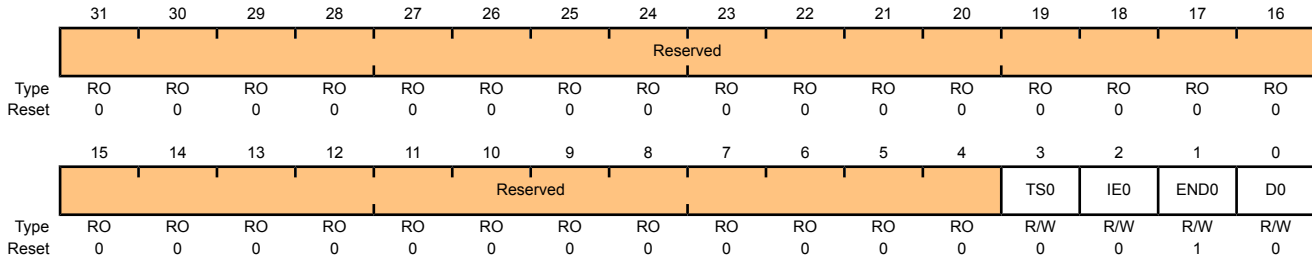 31 30 29 28 27 26 25 24 23 22 21 20 19 18 17 16
Reserved
Type RO RO RO RO RO RO RO RO RO RO RO RO RO RO RO RO
Reset 0 0 0 0 0 0 0 0 0 0 0 0 0 0 0 0
15 14 13 12 11 10 9 8 7 6 5 4 3 2 1 0
Reserved TS0 IE0 END0 D0
Type RO RO RO RO RO RO RO RO RO RO RO RO R/W R/W R/W R/W
Reset 0 0 0 0 0 0 0 0 0 0 0 0 0 0 1 0